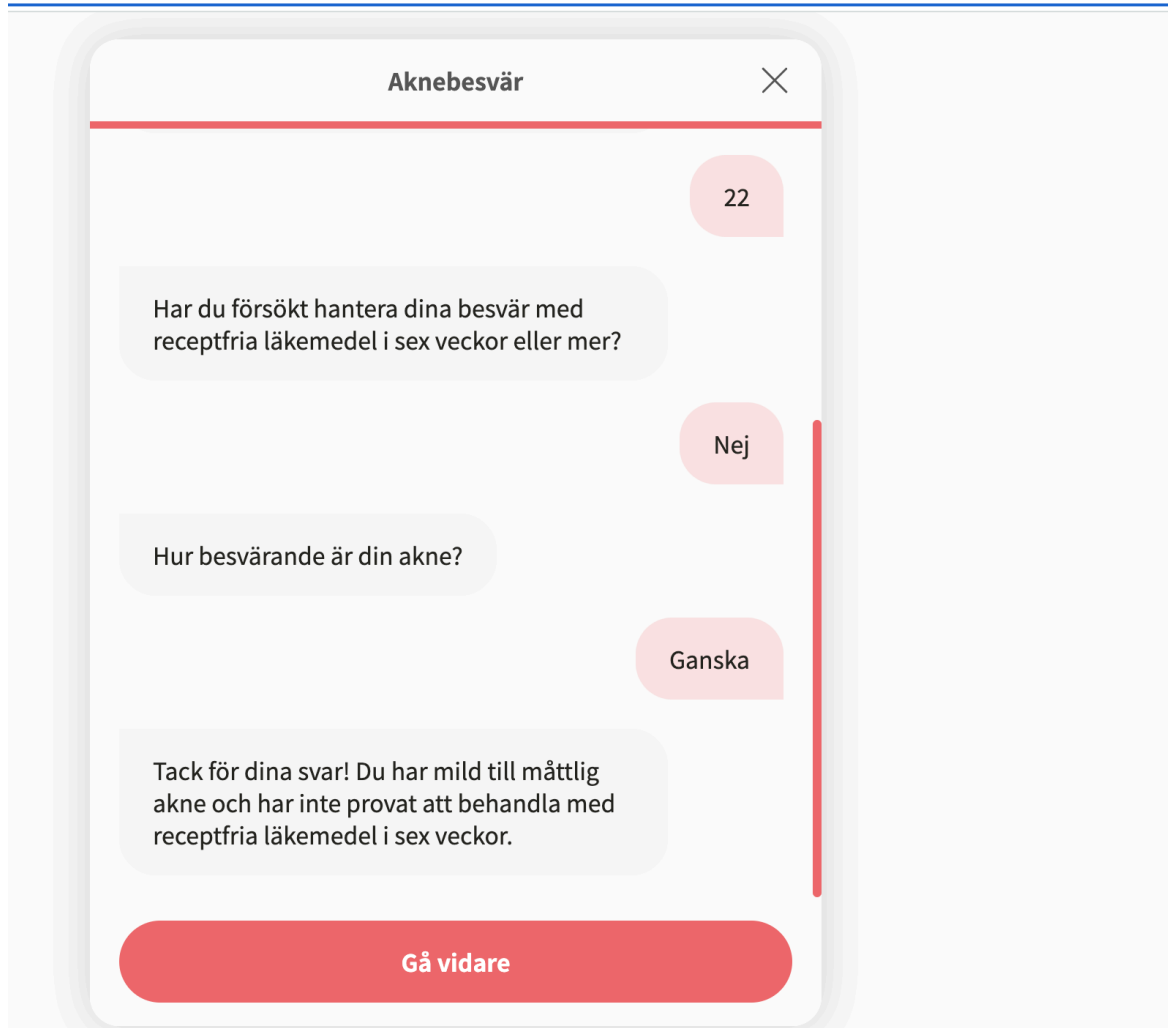 Aknebesvär
22
Har du försökt hantera dina besvär med
receptfria läkemedel i sex veckor eller mer?
Nej
Hur besvärande är din akne?
Ganska
Tack för dina svar! Du har mild till måttlig
akne och har inte provat att behandla med
receptfria läkemedel i sex veckor.
Gå vidare